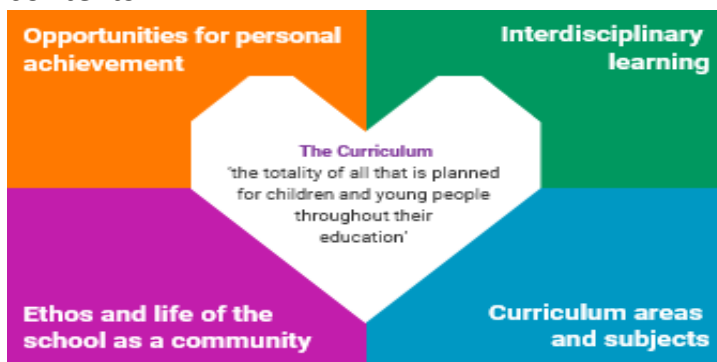 Opportunities for personal
achievement
Interdisciplinary
learning
The Curriculum
'the totality of all that is planned
for children and young people
throughout their
education'
Ethos and life of the
school as a community
Curriculum areas
and subjects